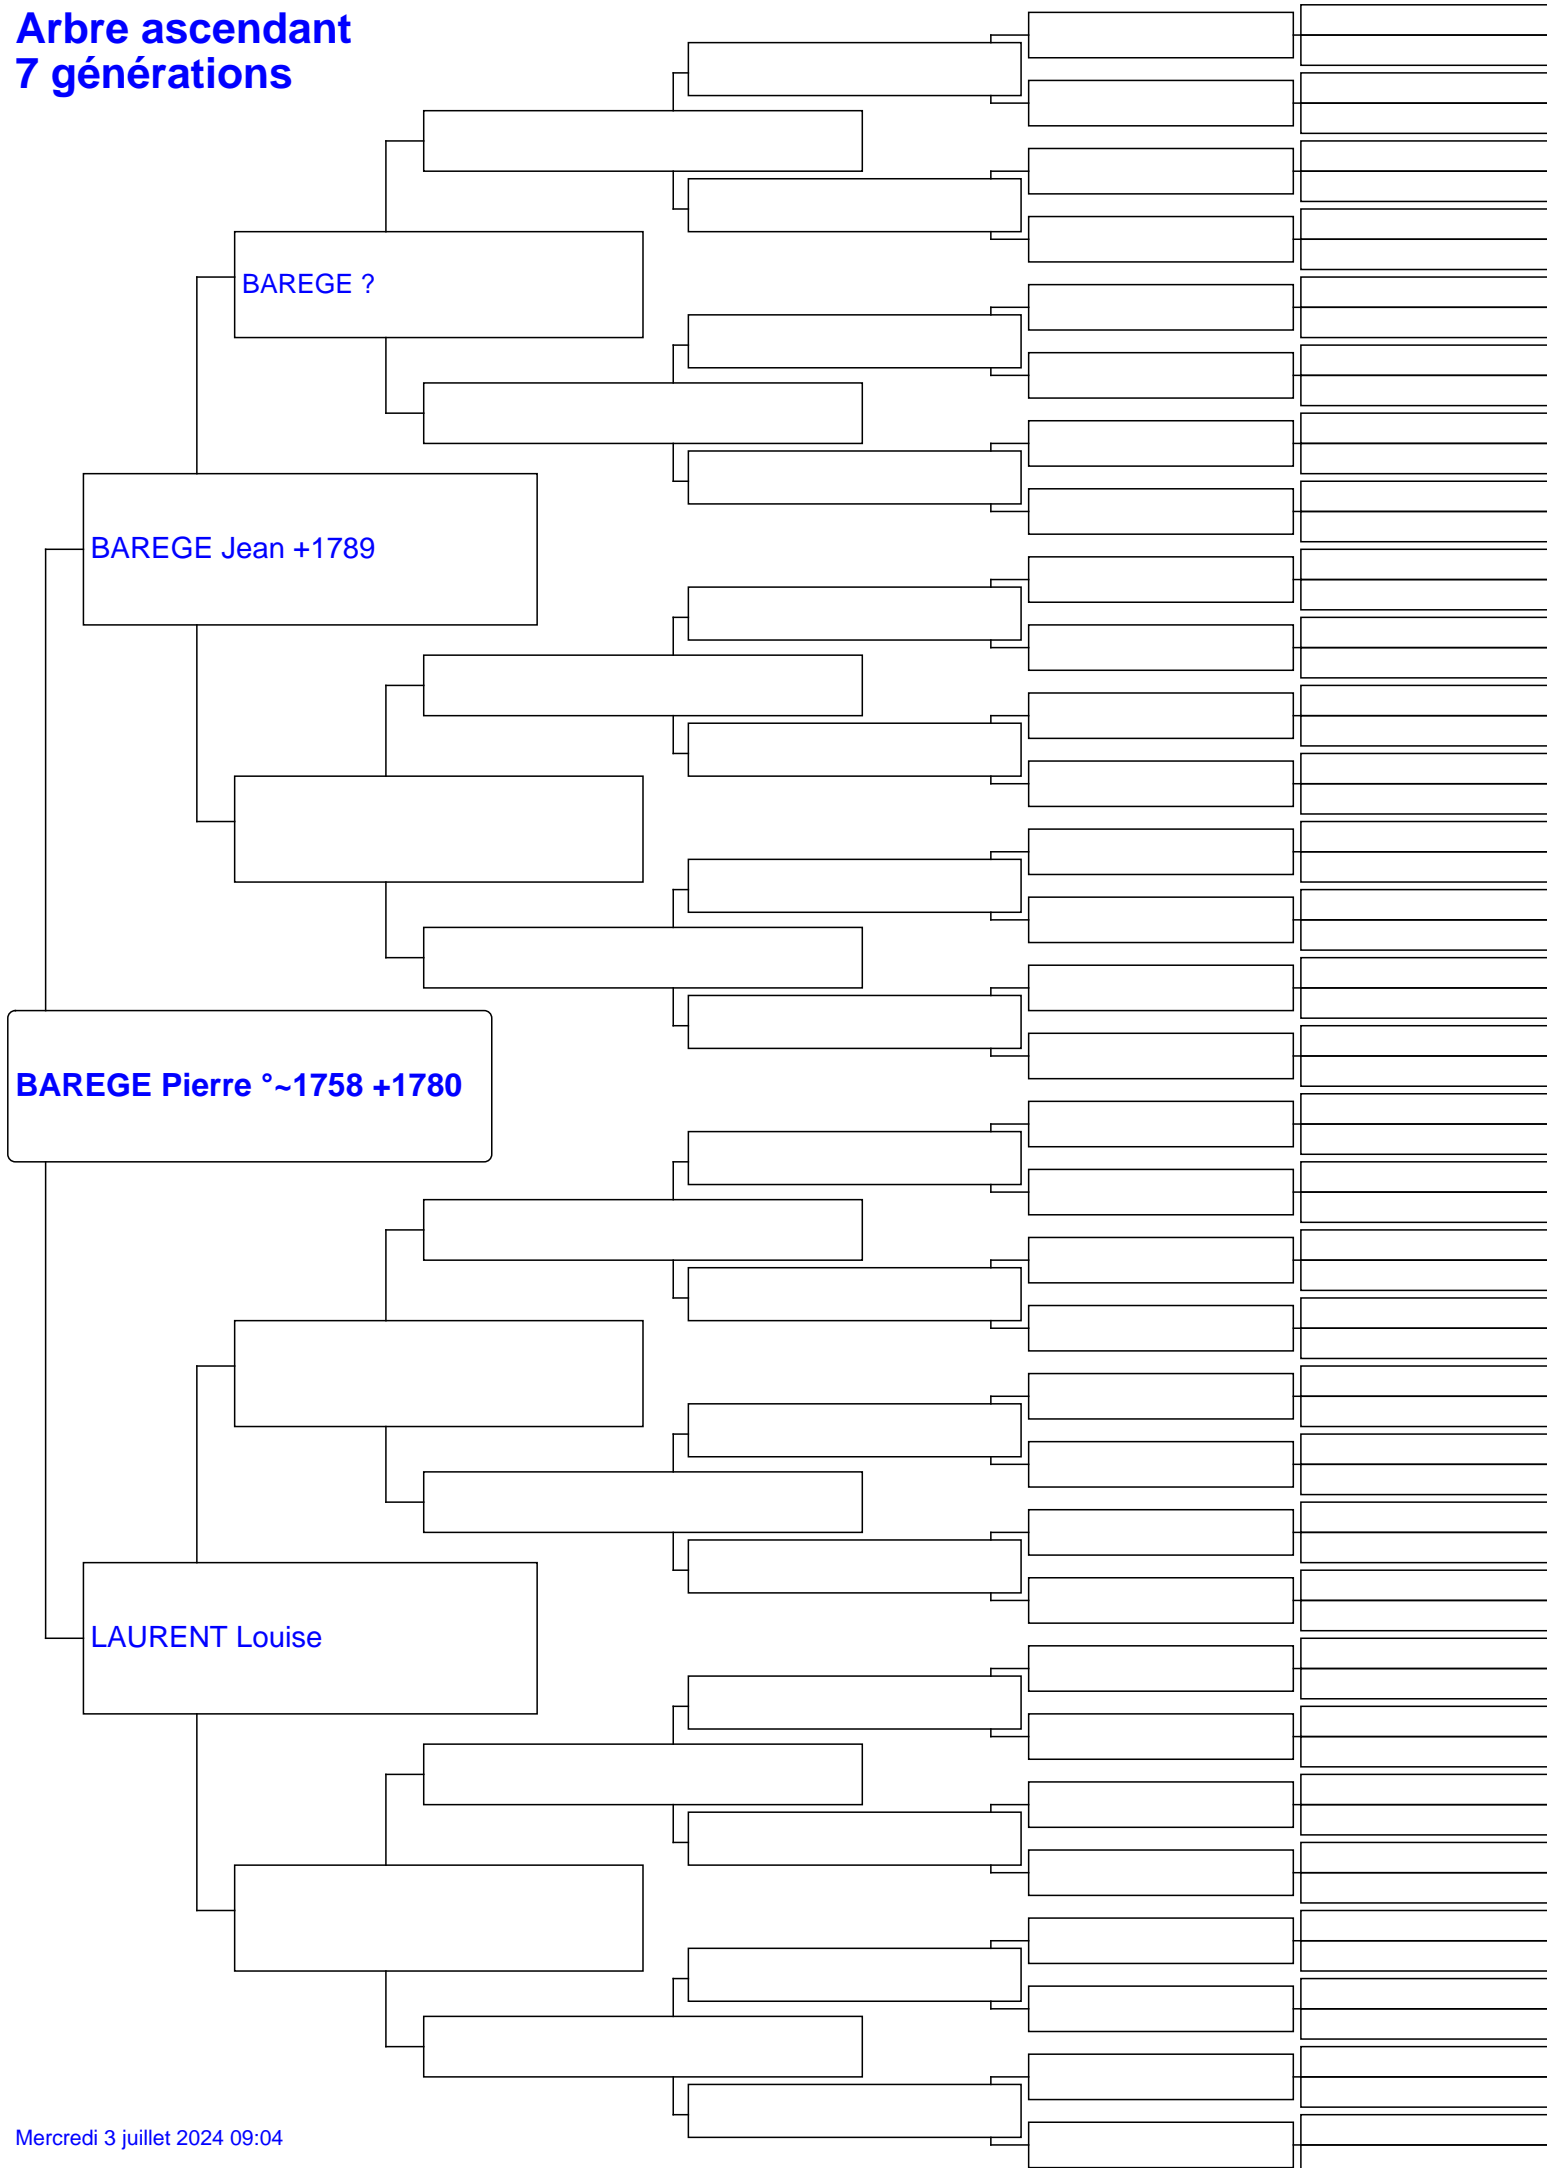 Arbre ascendant
7 générations
BAREGE ?
BAREGE Jean +1789
BAREGE Pierre °~1758 +1780
LAURENT Louise
Mercredi 3 juillet 2024 09:04